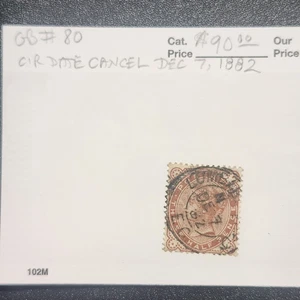 GB# 80
Cat. Price $90.00
Our Price
CIR DATE CANCEL DEC 7, 1882
102M